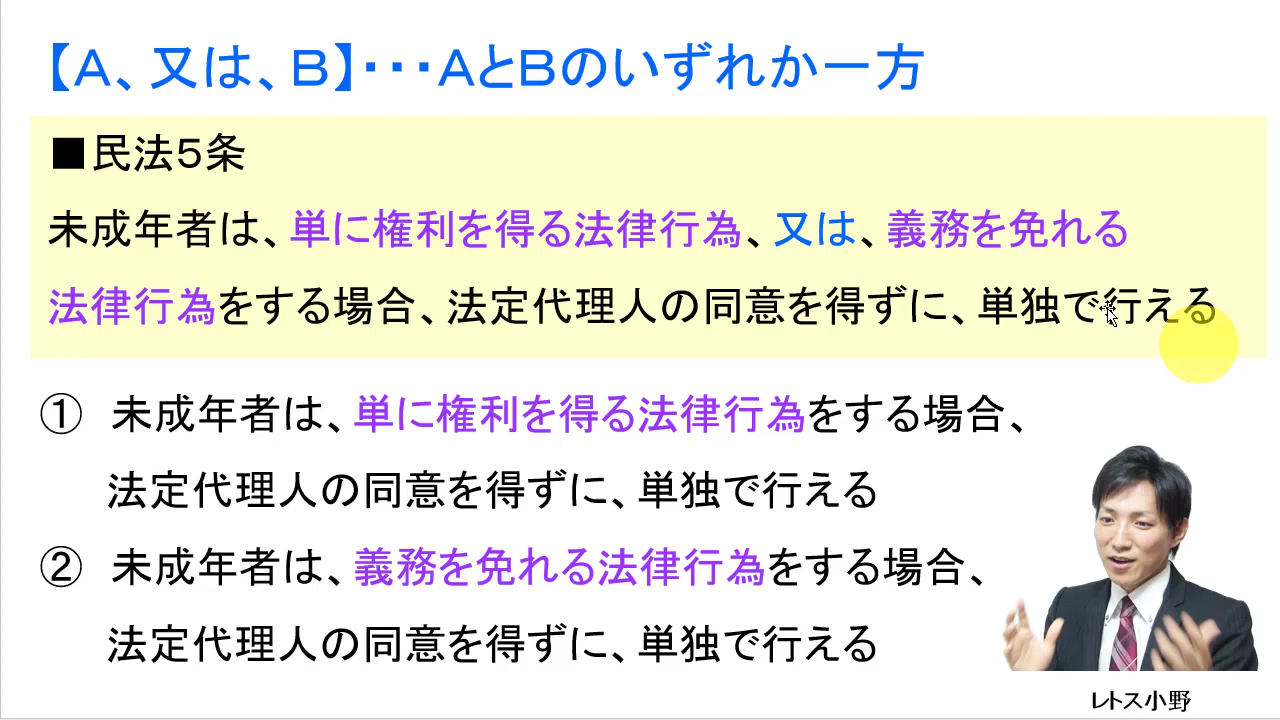 【Ａ、又は、Ｂ】・・・ＡとＢのいずれか一方
■民法５条
未成年者は、単に権利を得る法律行為、又は、義務を免れる
法律行為をする場合、法定代理人の同意を得ずに、単独で行える
① 未成年者は、単に権利を得る法律行為をする場合、
法定代理人の同意を得ずに、単独で行える
② 未成年者は、義務を免れる法律行為をする場合、
法定代理人の同意を得ずに、単独で行える
レトス小野